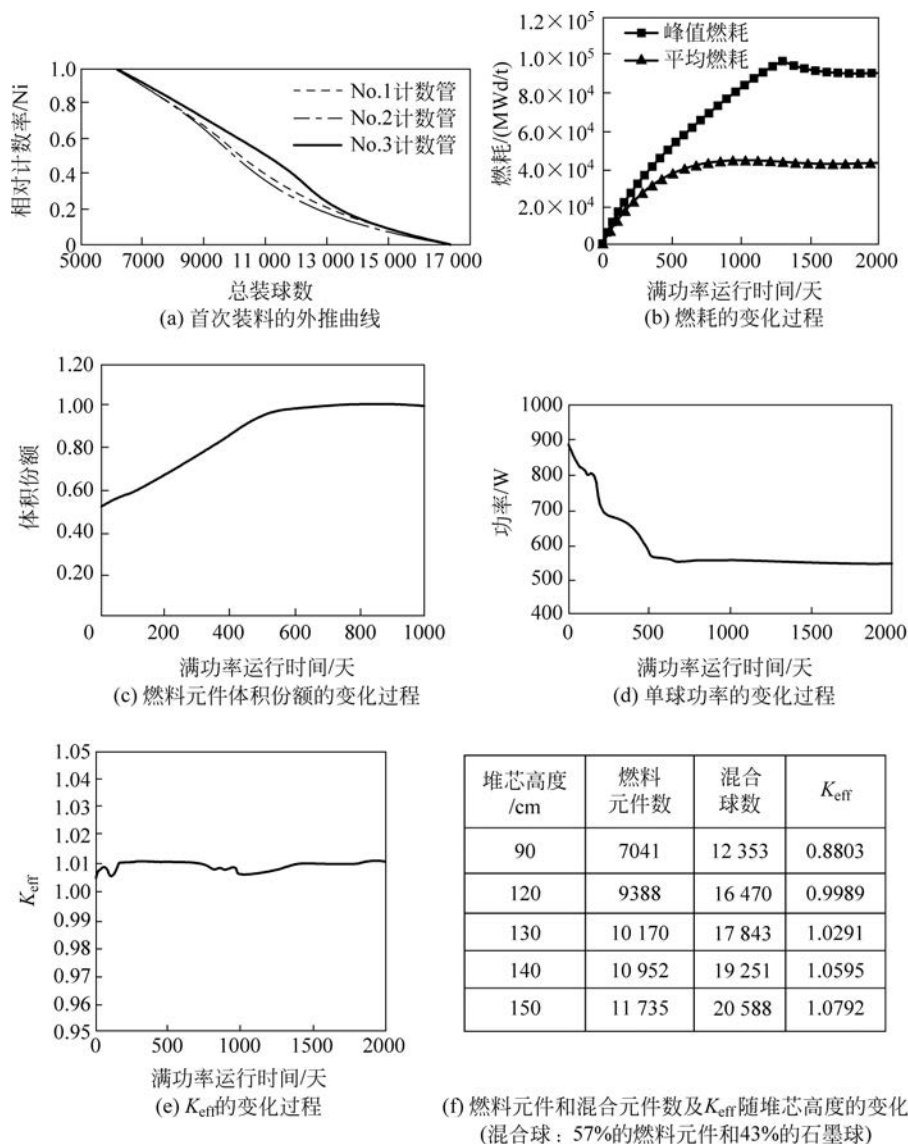 1.0
0.8
0.6
0.4
0.2
0
相对计数率/Ni
No.1计数管
No.2计数管
No.3计数管
5000 7000 9000 11 000 13000 15 000 17 000
总装球数
(a) 首次装料的外推曲线
1.2×10⁵
1.0×10⁵
8.0×10⁴
6.0×10⁴
4.0×10⁴
2.0×10⁴
0
燃耗/(MWd/t)
峰值燃耗
平均燃耗
0 500 1000 1500 2000
满功率运行时间/天
(b) 燃耗的变化过程
1.20
1.00
0.80
0.60
0.40
0.20
体积份额
0 200 400 600 800 1000
满功率运行时间/天
(c) 燃料元件体积份额的变化过程
1000
900
800
700
600
500
400
功率/W
0 500 1000 1500 2000
满功率运行时间/天
(d) 单球功率的变化过程
1.05
1.04
1.03
1.02
1.01
1.00
0.99
0.98
0.97
0.96
0.95
Keff
0 500 1000 1500 2000
满功率运行时间/天
(e) Keff的变化过程
堆芯高度/cm 燃料元件数 混合球数 Keff
90 7041 12 353 0.8803
120 9388 16 470 0.9989
130 10 170 17 843 1.0291
140 10 952 19 251 1.0595
150 11 735 20 588 1.0792
(f) 燃料元件和混合元件数及Keff随堆芯高度的变化
(混合球：57%的燃料元件和43%的石墨球)